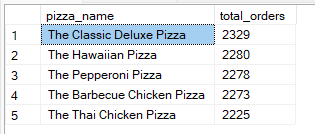 pizza_name total_orders
1 The Classic Deluxe Pizza 2329
2 The Hawaiian Pizza 2280
3 The Pepperoni Pizza 2278
4 The Barbecue Chicken Pizza 2273
5 The Thai Chicken Pizza 2225